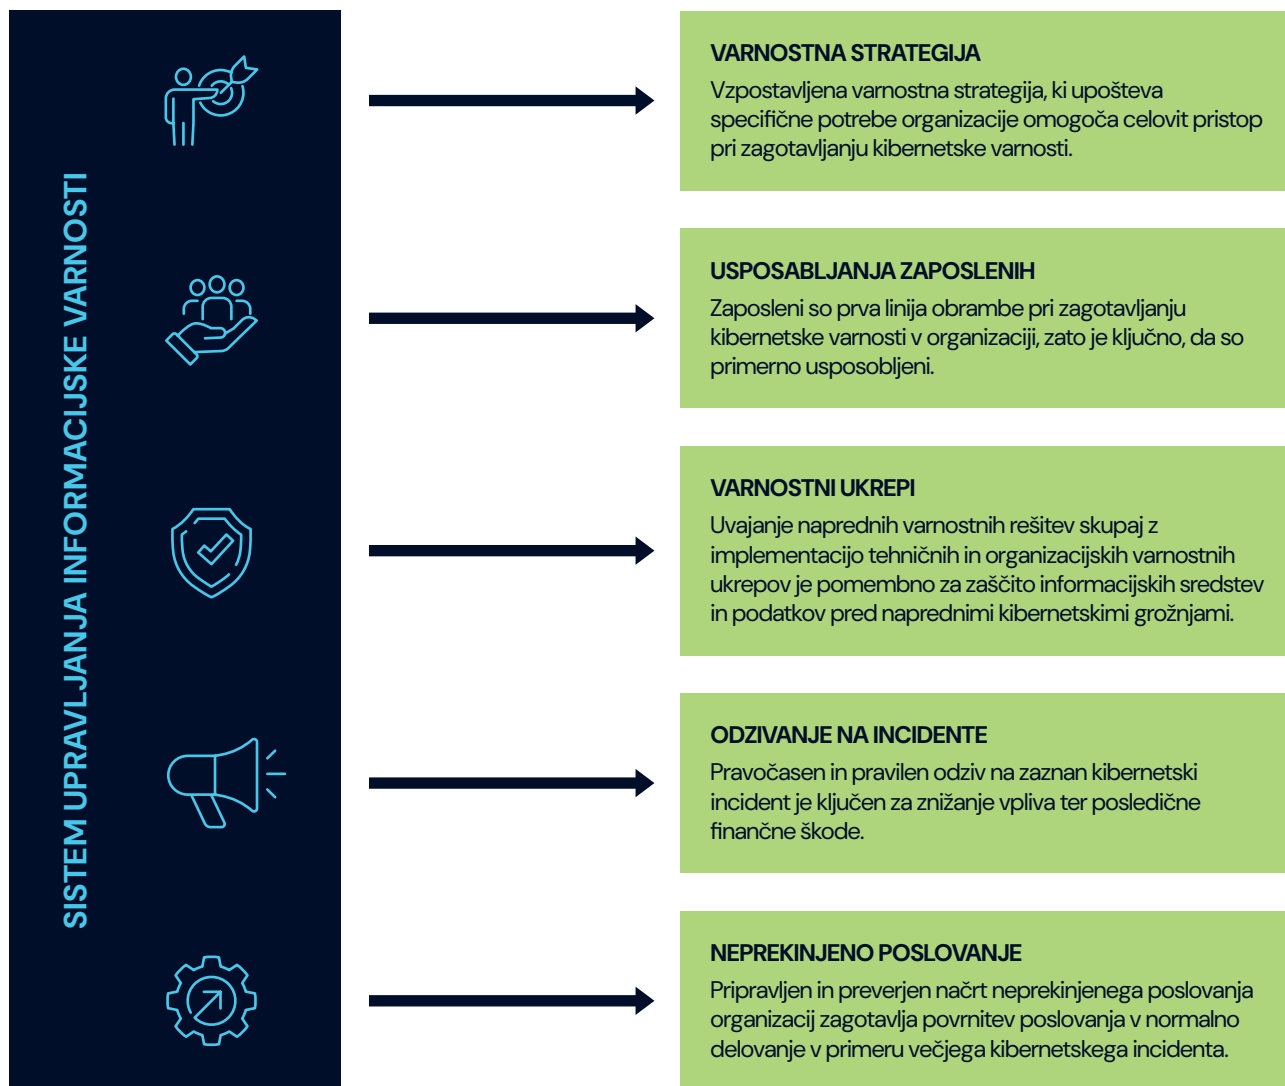 SISTEM UPRAVLJANJA INFORMACIJSKE VARNOSTI
VARNOSTNA STRATEGIJA
Vzpostavljena varnostna strategija, ki upošteva
specifične potrebe organizacije omogoča celovit pristop
pri zagotavljanju kibernetske varnosti.
USPOSABLJANJA ZAPOSLENIH
Zaposleni so prva linija obrambe pri zagotavljanju
kibernetske varnosti v organizaciji, zato je ključno, da so
primerno usposobljeni.
VARNOSTNI UKREPI
Uvajanje naprednih varnostnih rešitev skupaj z
implementacijo tehničnih in organizacijskih varnostnih
ukrepov je pomembno za zaščito informacijskih sredstev
in podatkov pred naprednimi kibernetskimi grožnjami.
ODZIVANJE NA INCIDENTE
Pravočasen in pravilen odziv na zaznan kibernetski
incident je ključen za znižanje vpliva ter posledične
finančne škode.
NEPREKINJENO POSLOVANJE
Pripravljen in preverjen načrt neprekinjenega poslovanja
organizacij zagotavlja povrnitev poslovanja v normalno
delovanje v primeru večjega kibernetskega incidenta.